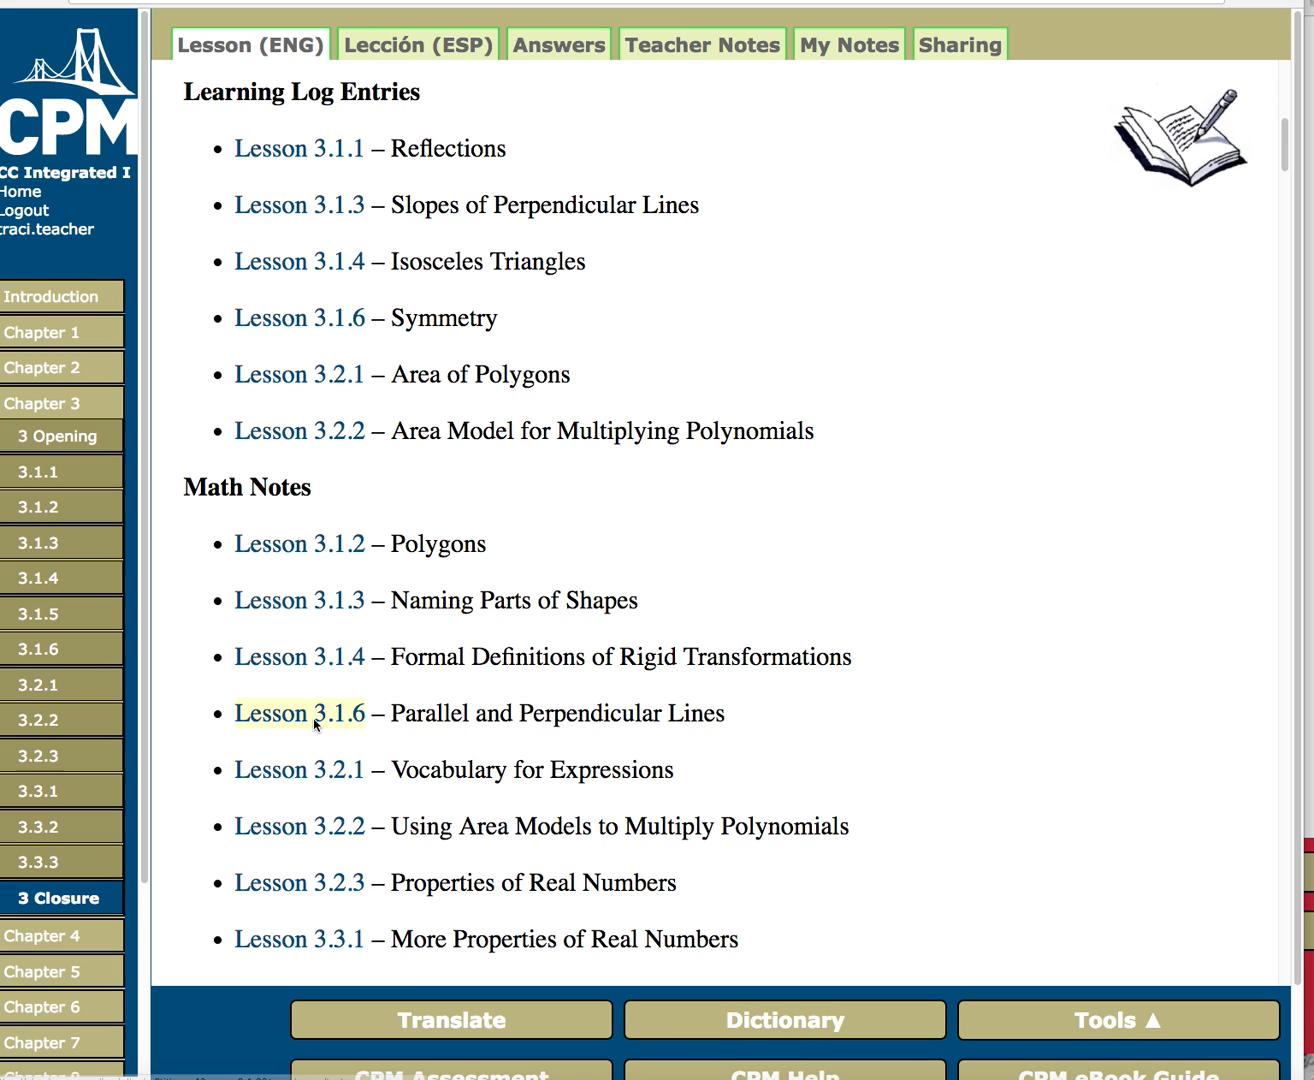 Lesson (ENG)
Lección (ESP)
Answers
Teacher Notes
My Notes
Sharing
CPM
CC Integrated I
Home
Logout
traci.teacher
Introduction
Chapter 1
Chapter 2
Chapter 3
3 Opening
3.1.1
3.1.2
3.1.3
3.1.4
3.1.5
3.1.6
3.2.1
3.2.2
3.2.3
3.3.1
3.3.2
3.3.3
3 Closure
Chapter 4
Chapter 5
Chapter 6
Chapter 7
Learning Log Entries
• Lesson 3.1.1 – Reflections
• Lesson 3.1.3 – Slopes of Perpendicular Lines
• Lesson 3.1.4 – Isosceles Triangles
• Lesson 3.1.6 – Symmetry
• Lesson 3.2.1 – Area of Polygons
• Lesson 3.2.2 – Area Model for Multiplying Polynomials
Math Notes
• Lesson 3.1.2 – Polygons
• Lesson 3.1.3 – Naming Parts of Shapes
• Lesson 3.1.4 – Formal Definitions of Rigid Transformations
• Lesson 3.1.6 – Parallel and Perpendicular Lines
• Lesson 3.2.1 – Vocabulary for Expressions
• Lesson 3.2.2 – Using Area Models to Multiply Polynomials
• Lesson 3.2.3 – Properties of Real Numbers
• Lesson 3.3.1 – More Properties of Real Numbers
Translate
Dictionary
Tools ▲
CPM Assessment
CPM Help
CPM eBook Guide